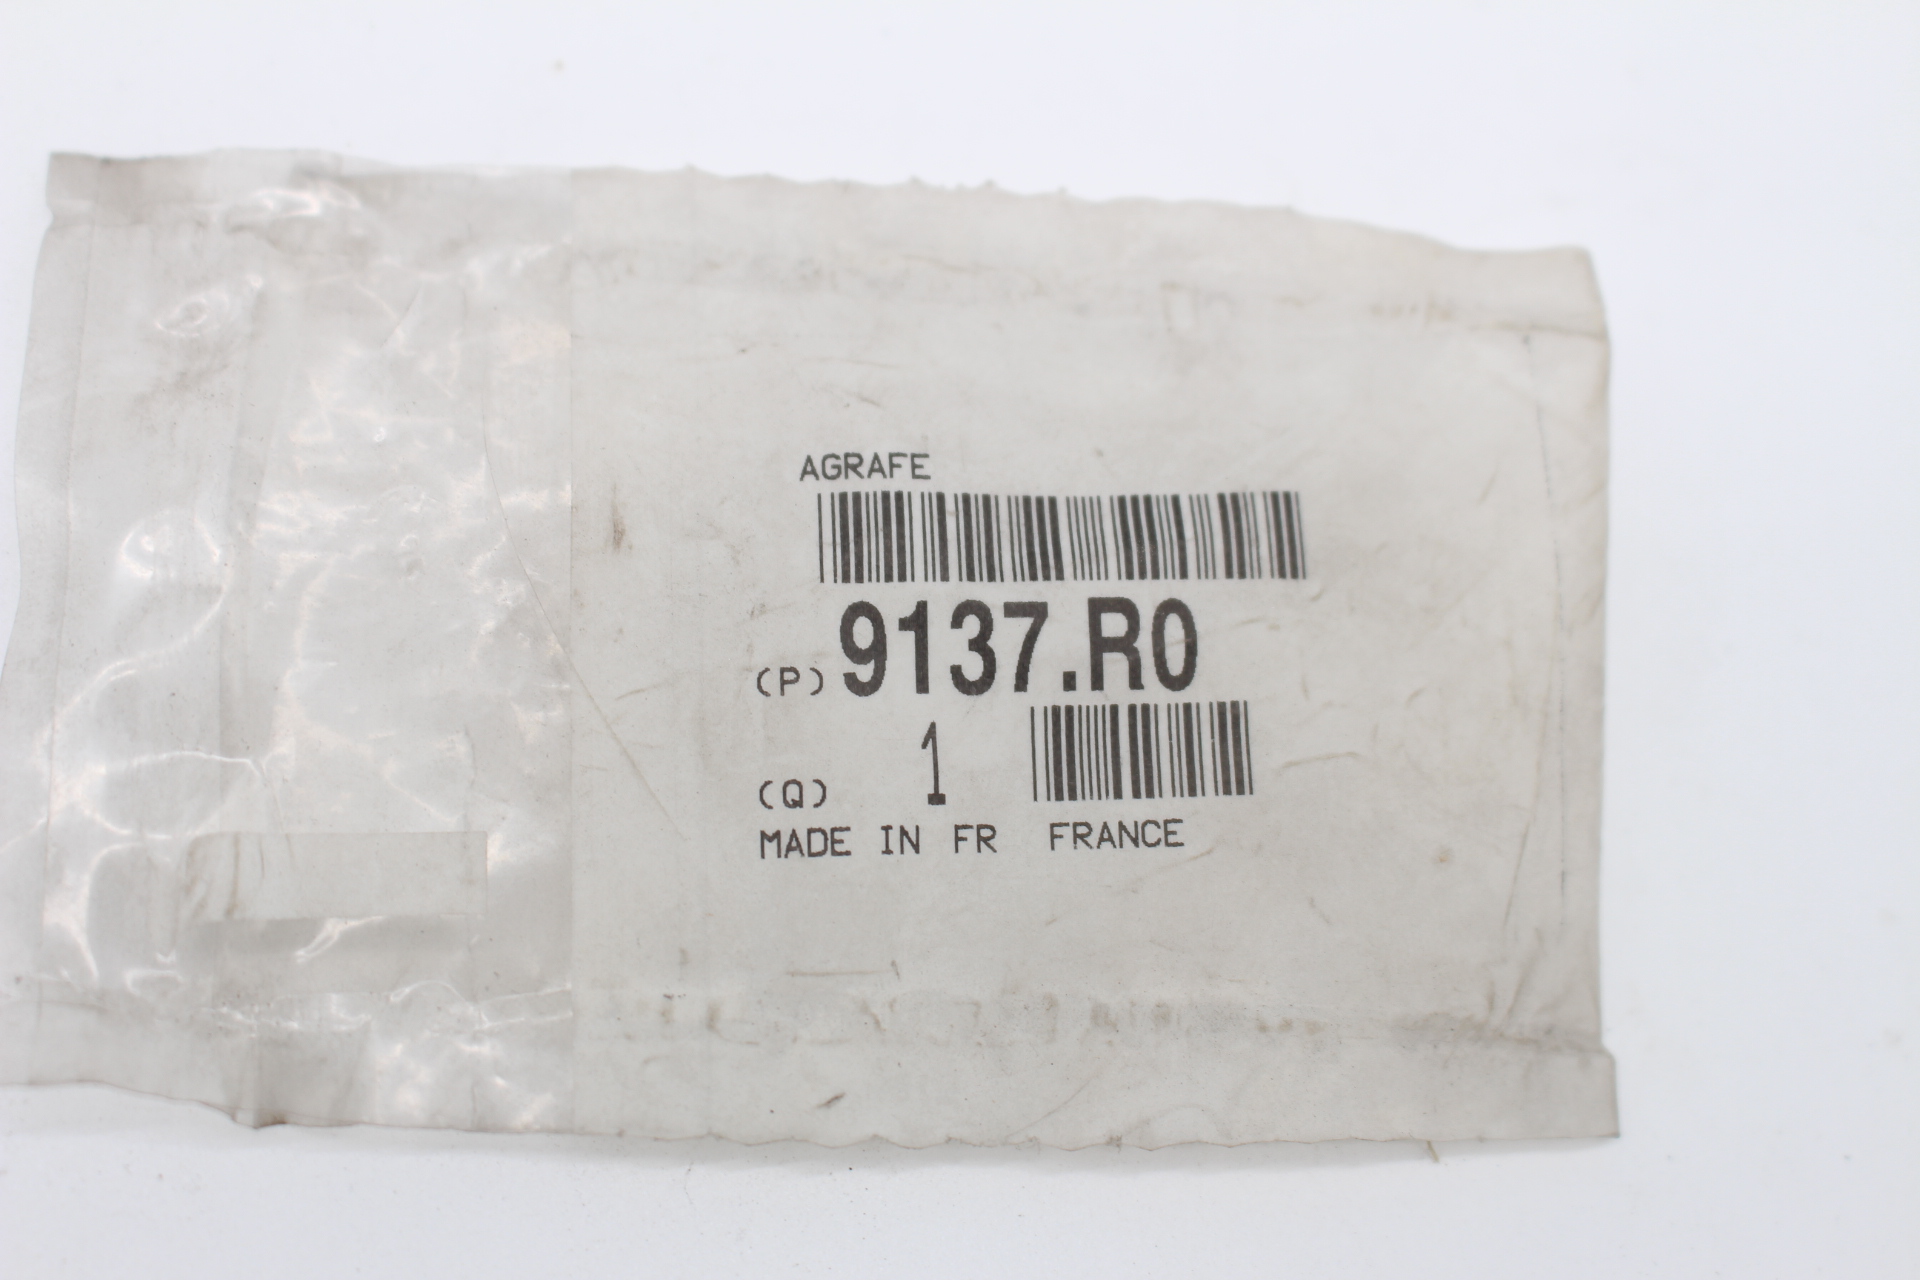 AGRAFE
(P) 9137.R0
(Q) 1
MADE IN FR FRANCE